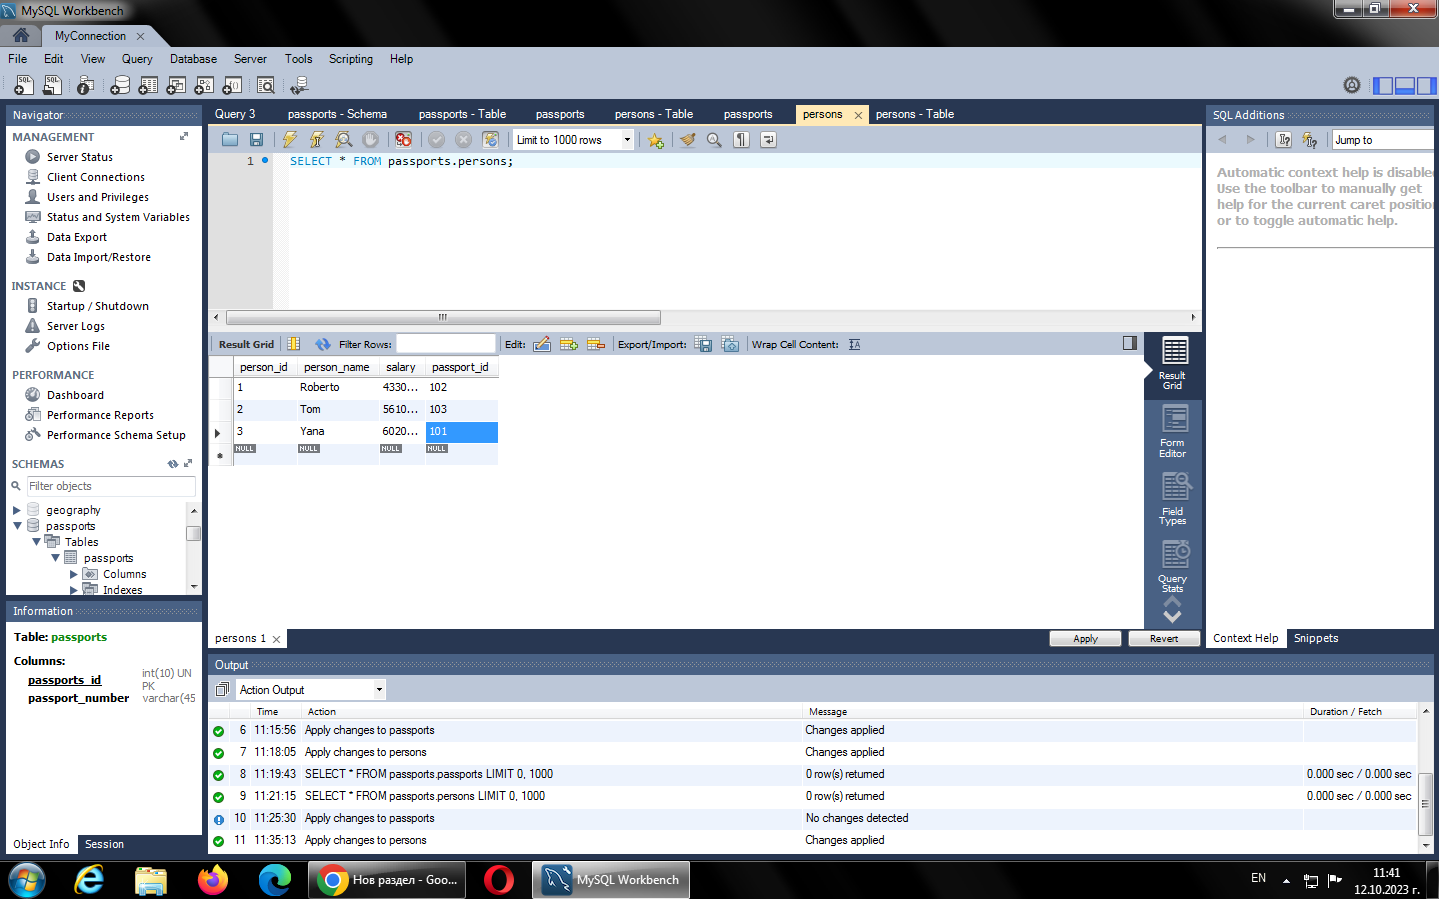 MySQL Workbench
MyConnection
File Edit View Query Database Server Tools Scripting Help
Navigator
MANAGEMENT
Server Status
Client Connections
Users and Privileges
Status and System Variables
Data Export
Data Import/Restore
INSTANCE
Startup / Shutdown
Server Logs
Options File
PERFORMANCE
Dashboard
Performance Reports
Performance Schema Setup
SCHEMAS
Filter objects
geography
passports
Tables
passports
Columns
Indexes
Information
Table: passports
Columns:
passports_id int(10) UN
PK
passport_number varchar(45
Object Info Session
Query 3 passports - Schema passports - Table passports persons - Table passports persons persons - Table
Limit to 1000 rows
1 SELECT * FROM passports.persons;
Result Grid Filter Rows: Edit: Export/Import: Wrap Cell Content:
person_id person_name salary passport_id
1 Roberto 4330... 102
2 Tom 5610... 103
3 Yana 6020... 101
NULL NULL NULL NULL
Result
Grid
Form
Editor
Field
Types
Query
Stats
persons 1
Apply Revert
SQL Additions
Jump to
Automatic context help is disabled
Use the toolbar to manually get
help for the current caret position
or to toggle automatic help.
Context Help Snippets
Output
Action Output
Time Action Message Duration / Fetch
6 11:15:56 Apply changes to passports Changes applied
7 11:18:05 Apply changes to persons Changes applied
8 11:19:43 SELECT * FROM passports.passports LIMIT 0, 1000 0 row(s) returned 0.000 sec / 0.000 sec
9 11:21:15 SELECT * FROM passports.persons LIMIT 0, 1000 0 row(s) returned 0.000 sec / 0.000 sec
10 11:25:30 Apply changes to passports No changes detected
11 11:35:13 Apply changes to persons Changes applied
Нов раздел - Goo...
MySQL Workbench
EN
11:41
12.10.2023 г.